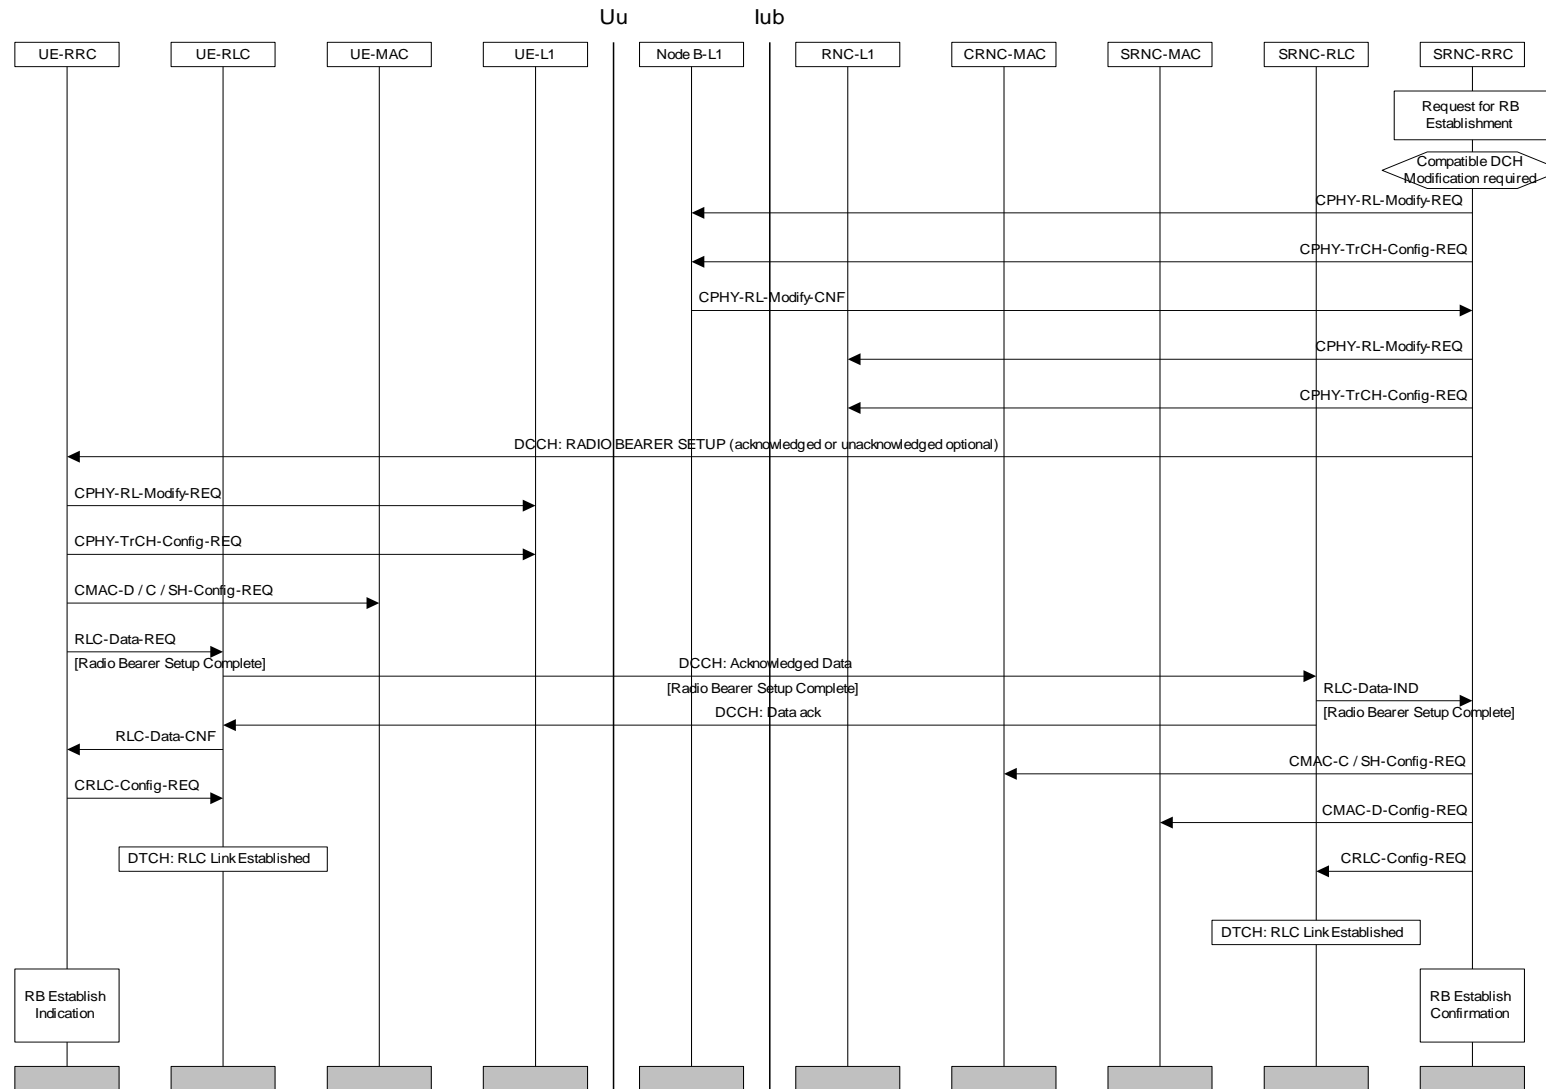 Uu
Iub
UE-RRC
UE-RLC
UE-MAC
UE-L1
Node B-L1
RNC-L1
CRNC-MAC
SRNC-MAC
SRNC-RLC
SRNC-RRC
Request for RB
Establishment
Compatible DCH
Modification required
CPHY-RL-Modify-REQ
CPHY-TrCH-Config-REQ
CPHY-RL-Modify-CNF
CPHY-RL-Modify-REQ
CPHY-TrCH-Config-REQ
DCCH: RADIO BEARER SETUP (acknowledged or unacknowledged optional)
CPHY-RL-Modify-REQ
CPHY-TrCH-Config-REQ
CMAC-D / C / SH-Config-REQ
RLC-Data-REQ
[Radio Bearer Setup Complete]
DCCH: Acknowledged Data
[Radio Bearer Setup Complete]
RLC-Data-IND
[Radio Bearer Setup Complete]
DCCH: Data ack
RLC-Data-CNF
CMAC-C / SH-Config-REQ
CRLC-Config-REQ
CMAC-D-Config-REQ
DTCH: RLC Link Established
CRLC-Config-REQ
DTCH: RLC Link Established
RB Establish
Indication
RB Establish
Confirmation